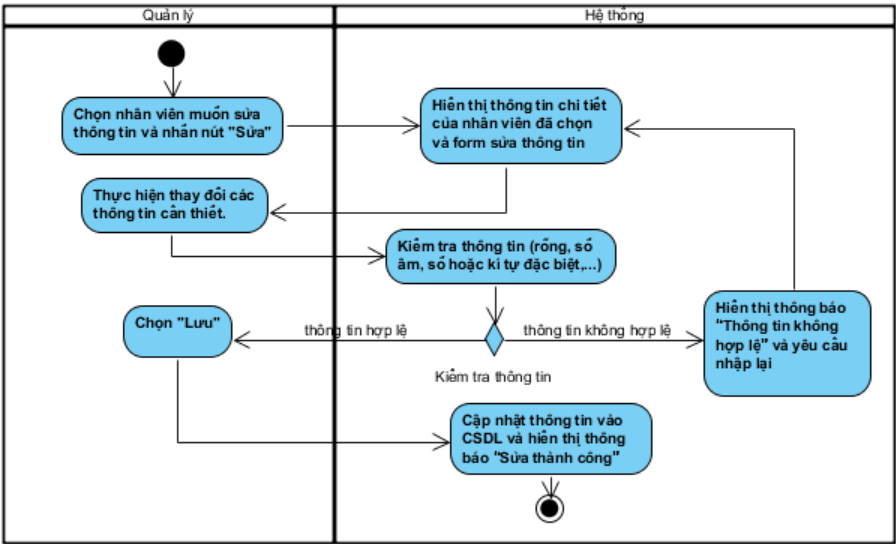 Quản lý
Hệ thống
Chọn nhân viên muốn sửa
thông tin và nhấn nút "Sửa"
Hiển thị thông tin chi tiết
của nhân viên đã chọn
và form sửa thông tin
Thực hiện thay đổi các
thông tin cần thiết.
Kiểm tra thông tin (rỗng, số
âm, số hoặc kí tự đặc biệt,...)
Chọn "Lưu"
thông tin hợp lệ
thông tin không hợp lệ
Hiển thị thông báo
"Thông tin không
hợp lệ" và yêu cầu
nhập lại
Kiểm tra thông tin
Cập nhật thông tin vào
CSDL và hiển thị thông
báo "Sửa thành công"